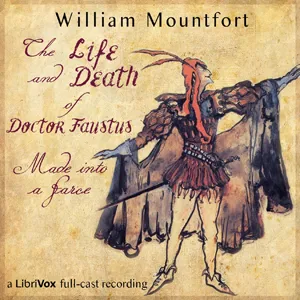 William Mountfort
The Life
and Death
of
Doctor Faustus
Made into
a Farce
a LibriVox full-cast recording